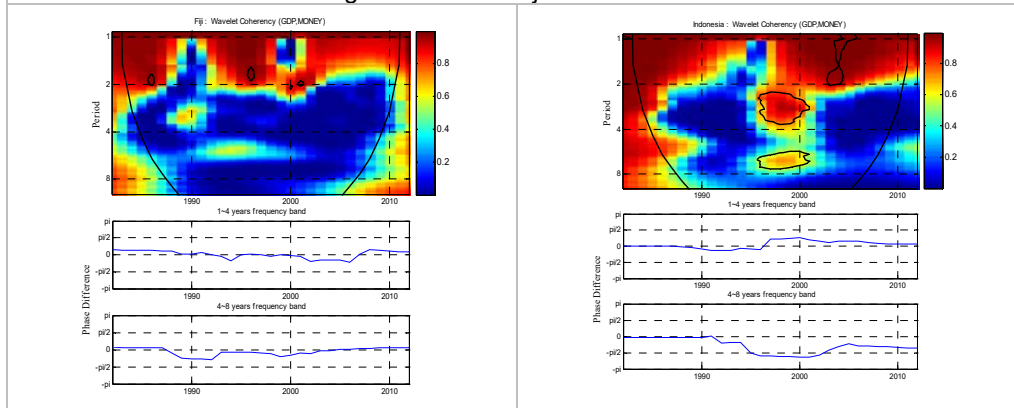 Fiji : Wavelet Coherency (GDP,MONEY)
1
2
4
8
Period
1990
2000
2010
0.8
0.6
0.4
0.2
1~4 years frequency band
pi
pi/2
0
-pi/2
-pi
1990
2000
2010
Phase Difference
4~8 years frequency band
pi
pi/2
0
-pi/2
-pi
1990
2000
2010
Indonesia : Wavelet Coherency (GDP,MONEY)
1
2
4
8
Period
1990
2000
2010
0.8
0.6
0.4
0.2
1~4 years frequency band
pi
pi/2
0
-pi/2
-pi
1990
2000
2010
Phase Difference
4~8 years frequency band
pi
pi/2
0
-pi/2
-pi
1990
2000
2010